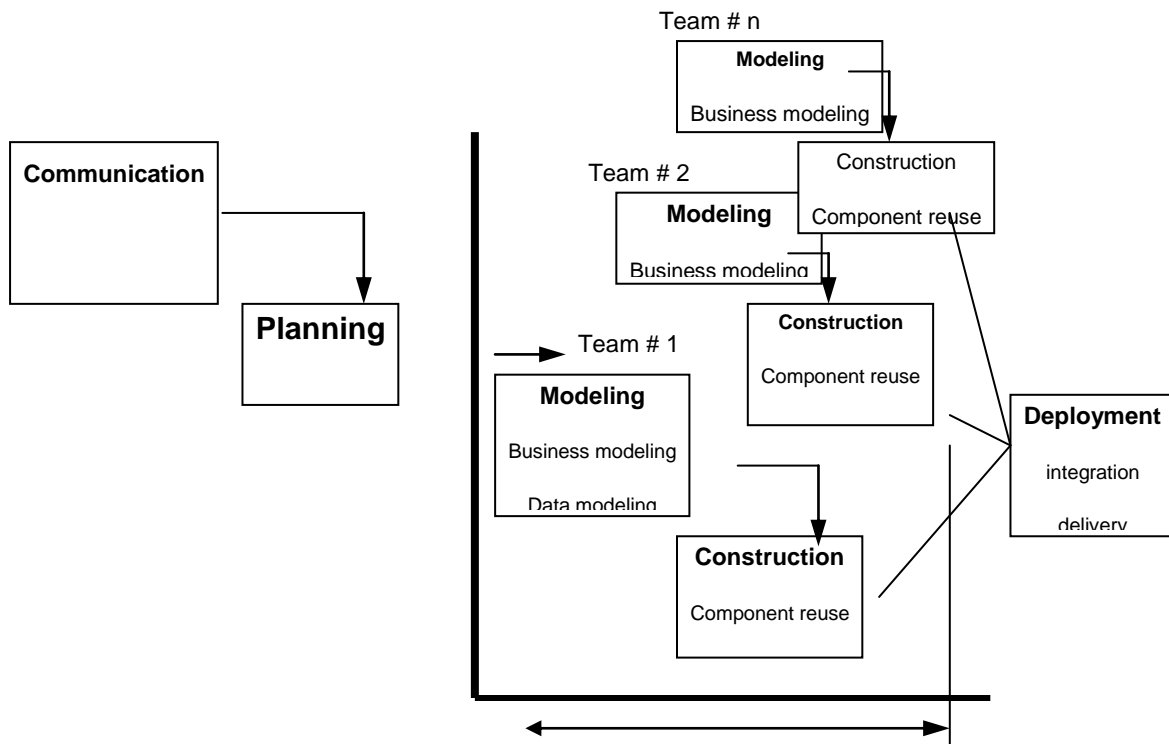 Team # n
Modeling
Business modeling
Communication
Construction
Component reuse
Team # 2
Modeling
Business modeling
Planning
Construction
Component reuse
Team # 1
Modeling
Business modeling
Data modeling
Deployment
integration
delivery
Construction
Component reuse